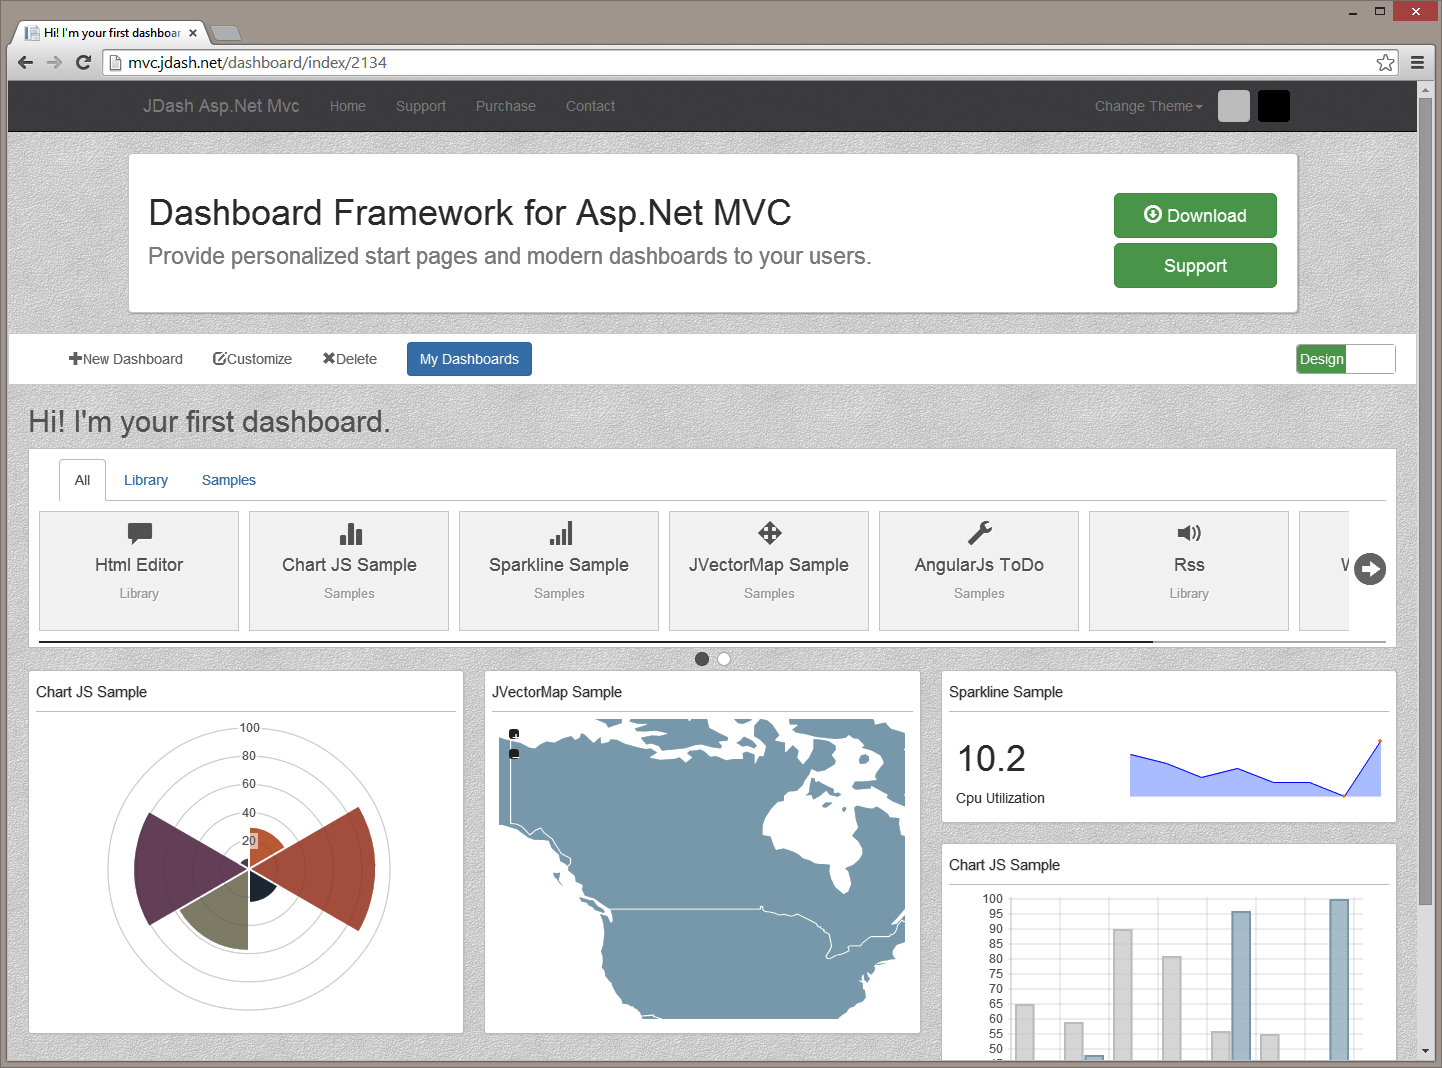 Hi! I'm your first dashboar
mvc.jdash.net/dashboard/index/2134
JDash Asp.Net Mvc Home Support Purchase Contact Change Theme
Dashboard Framework for Asp.Net MVC
Provide personalized start pages and modern dashboards to your users.
Download
Support
New Dashboard Customize Delete My Dashboards Design
Hi! I'm your first dashboard.
All Library Samples
Html Editor
Library
Chart JS Sample
Samples
Sparkline Sample
Samples
JVectorMap Sample
Samples
AngularJs ToDo
Samples
Rss
Library
Chart JS Sample
100
80
60
40
20
JVectorMap Sample
Sparkline Sample
10.2
Cpu Utilization
Chart JS Sample
100
95
90
85
80
75
70
65
60
55
50